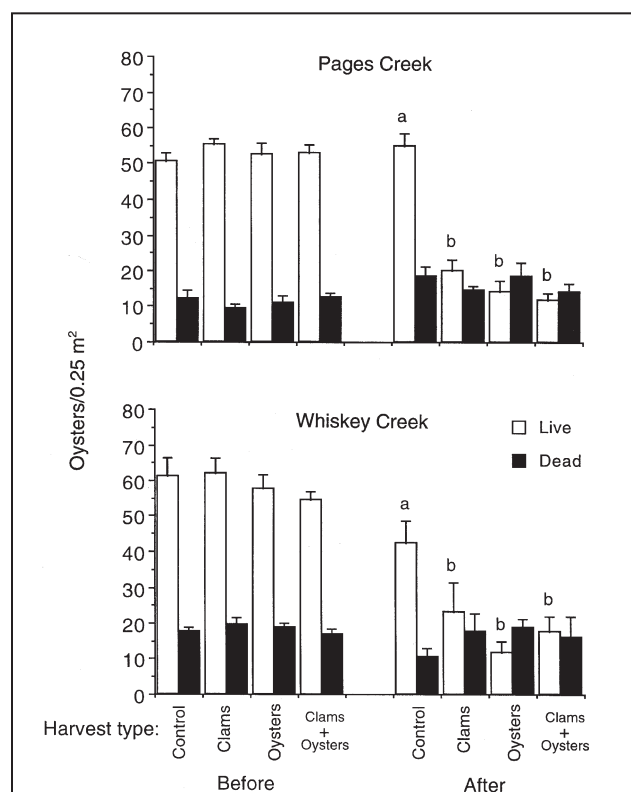 Pages Creek
80
70
60
50
40
30
20
10
0
a
b
b
b
Oysters/0.25 m²
Whiskey Creek
80
70
60
50
40
30
20
10
0
Live
Dead
a
b
b
b
Harvest type:
Control
Clams
Oysters
Clams
+
Oysters
Control
Clams
Oysters
Clams
+
Oysters
Before
After